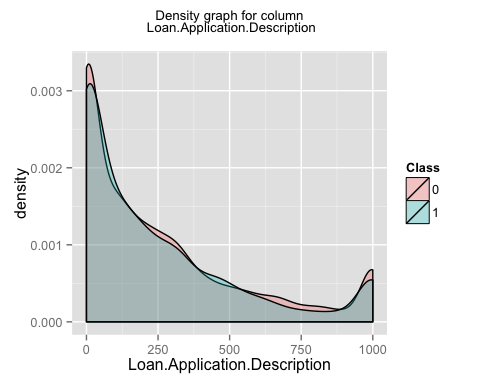 Density graph for column
Loan.Application.Description
density
0.003
0.002
0.001
0.000
0
250
500
750
1000
Loan.Application.Description
Class
0
1